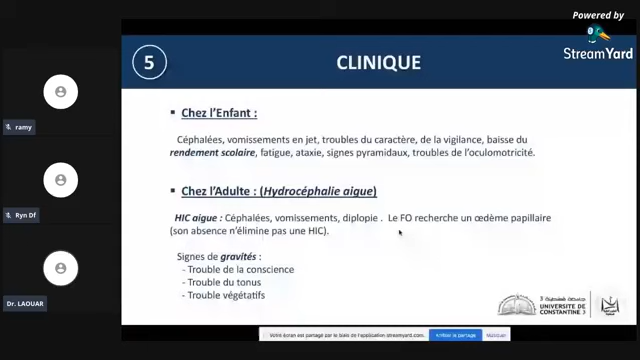 Powered by
StreamYard
5
CLINIQUE
▪ Chez l'Enfant :
Céphalées, vomissements en jet, troubles du caractère, de la vigilance, baisse du
rendement scolaire, fatigue, ataxie, signes pyramidaux, troubles de l'oculomotricité.
▪ Chez l'Adulte : (Hydrocéphalie aigue)
HIC aigue : Céphalées, vomissements, diplopie . Le FO recherche un œdème papillaire
(son absence n'élimine pas une HIC).
Signes de gravités :
- Trouble de la conscience
- Trouble du tonus
- Trouble végétatifs
ramy
Ryn Df
Dr. LAOUAR
UNIVERSITÉ DE
CONSTANTINE 3
Votre écran est partagé par le biais de l'application streamyard.com.
Arrêter le partage
Masquer